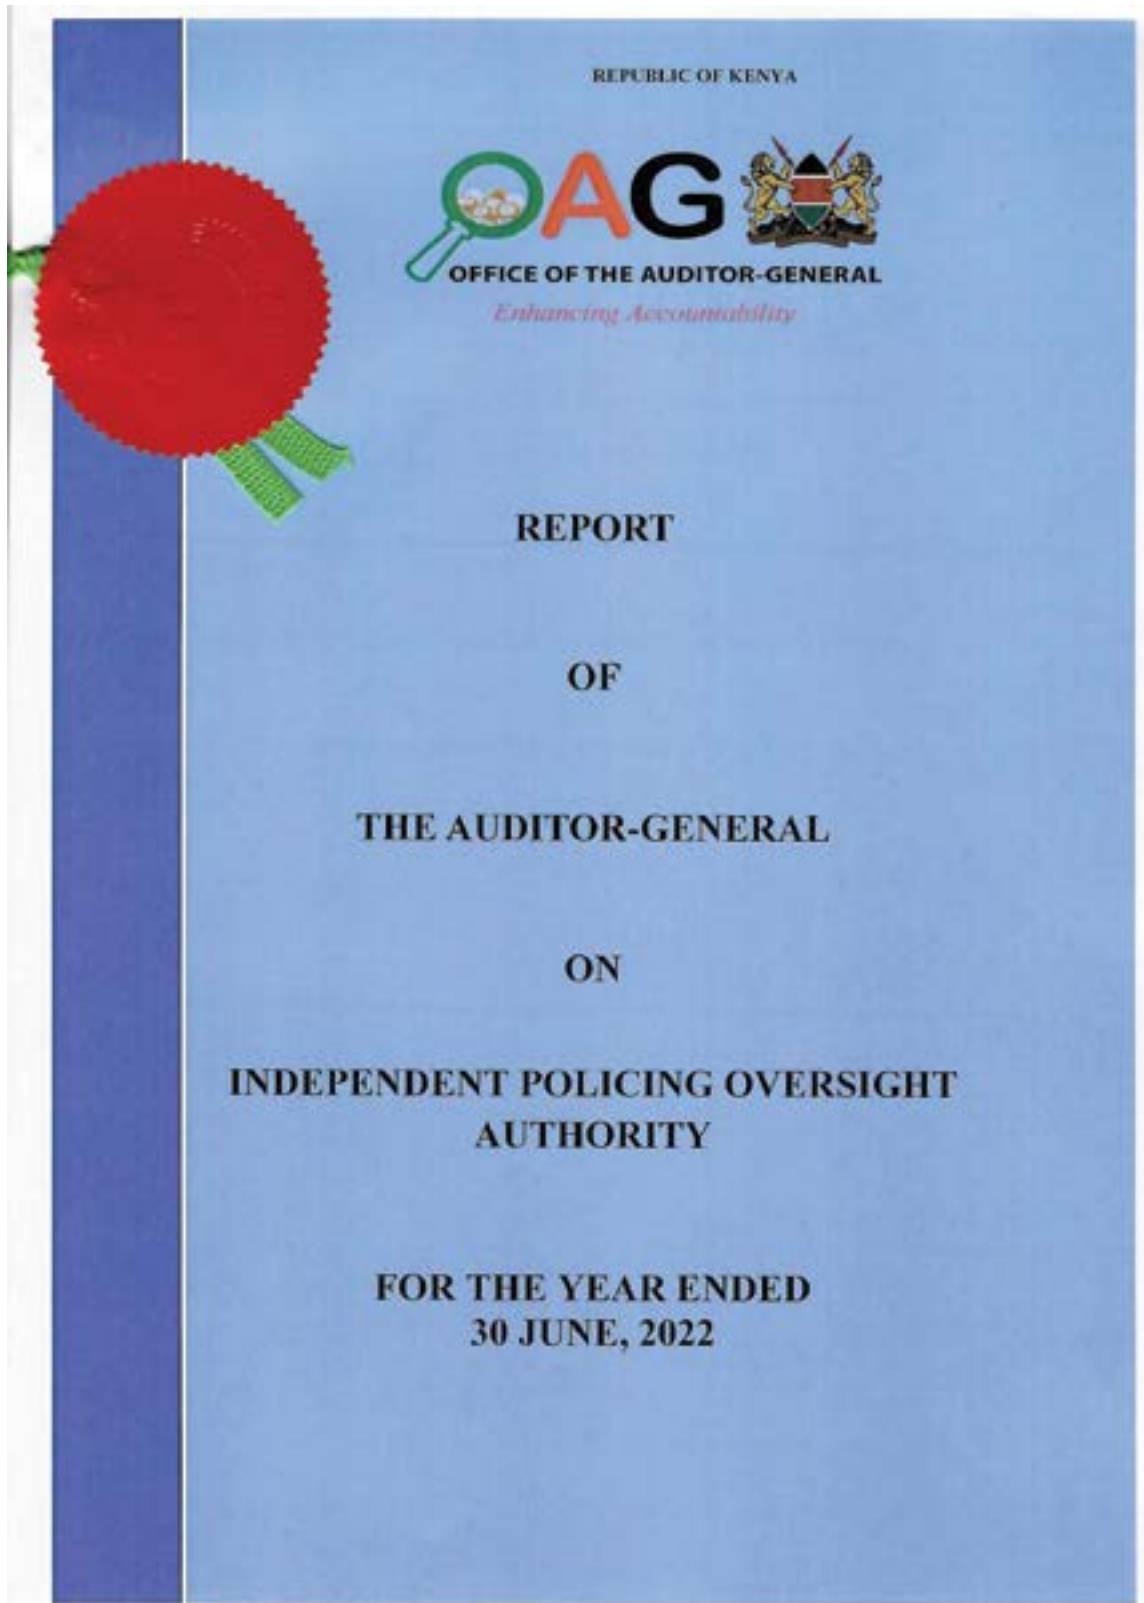 REPUBLIC OF KENYA
OAG
OFFICE OF THE AUDITOR-GENERAL
Enhancing Accountability
REPORT
OF
THE AUDITOR-GENERAL
ON
INDEPENDENT POLICING OVERSIGHT
AUTHORITY
FOR THE YEAR ENDED
30 JUNE, 2022